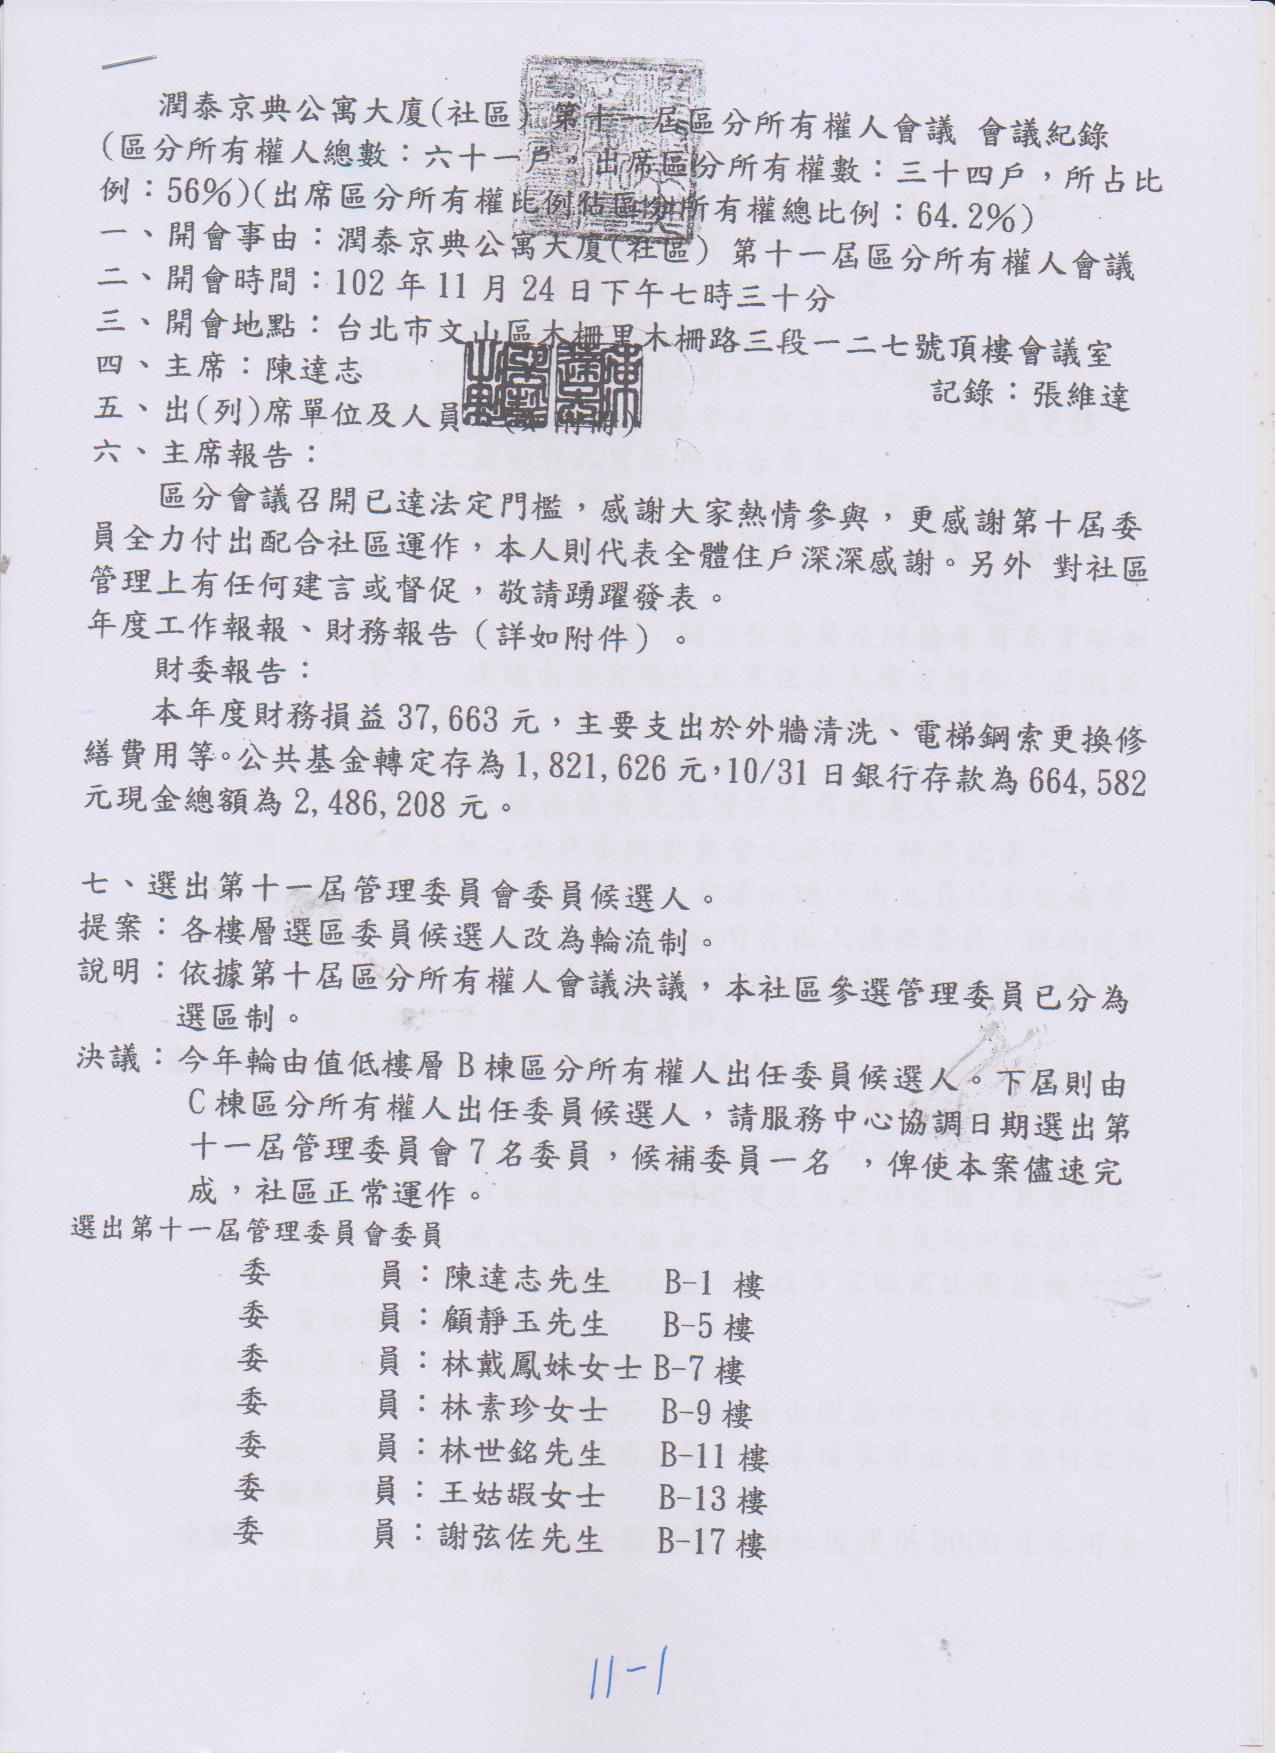 潤泰京典公寓大廈(社區) 第十一屆區分所有權人會議 會議紀錄
(區分所有權人總數：六十一戶，出席區分所有權數：三十四戶，所占比
例：56%)(出席區分所有權比例佔區分所有權總比例：64.2%)
一、開會事由：潤泰京典公寓大廈(社區) 第十一屆區分所有權人會議
二、開會時間：102 年 11 月 24 日下午七時三十分
三、開會地點：台北市文山區木柵里木柵路三段一二七號頂樓會議室
四、主席：陳達志
記錄：張維達
五、出(列)席單位及人員
六、主席報告：
區分會議召開已達法定門檻，感謝大家熱情參與，更感謝第十屆委
員全力付出配合社區運作，本人則代表全體住戶深深感謝。另外 對社區
管理上有任何建言或督促，敬請踴躍發表。
年度工作報報、財務報告（詳如附件）。
財委報告：
本年度財務損益 37,663 元，主要支出於外牆清洗、電梯鋼索更換修
繕費用等。公共基金轉定存為 1,821,626 元，10/31 日銀行存款為 664,582
元現金總額為 2,486,208 元。
七、選出第十一屆管理委員會委員候選人。
提案：各樓層選區委員候選人改為輪流制。
說明：依據第十屆區分所有權人會議決議，本社區參選管理委員已分為
選區制。
決議：今年輪由值低樓層 B 棟區分所有權人出任委員候選人。下屆則由
C 棟區分所有權人出任委員候選人，請服務中心協調日期選出第
十一屆管理委員會 7 名委員，候補委員一名 ，俾使本案儘速完
成，社區正常運作。
選出第十一屆管理委員會委員
委 員：陳達志先生 B-1 樓
委 員：顧靜玉先生 B-5 樓
委 員：林戴鳳妹女士 B-7 樓
委 員：林素珍女士 B-9 樓
委 員：林世銘先生 B-11 樓
委 員：王姑嘏女士 B-13 樓
委 員：謝弦佐先生 B-17 樓
11-1